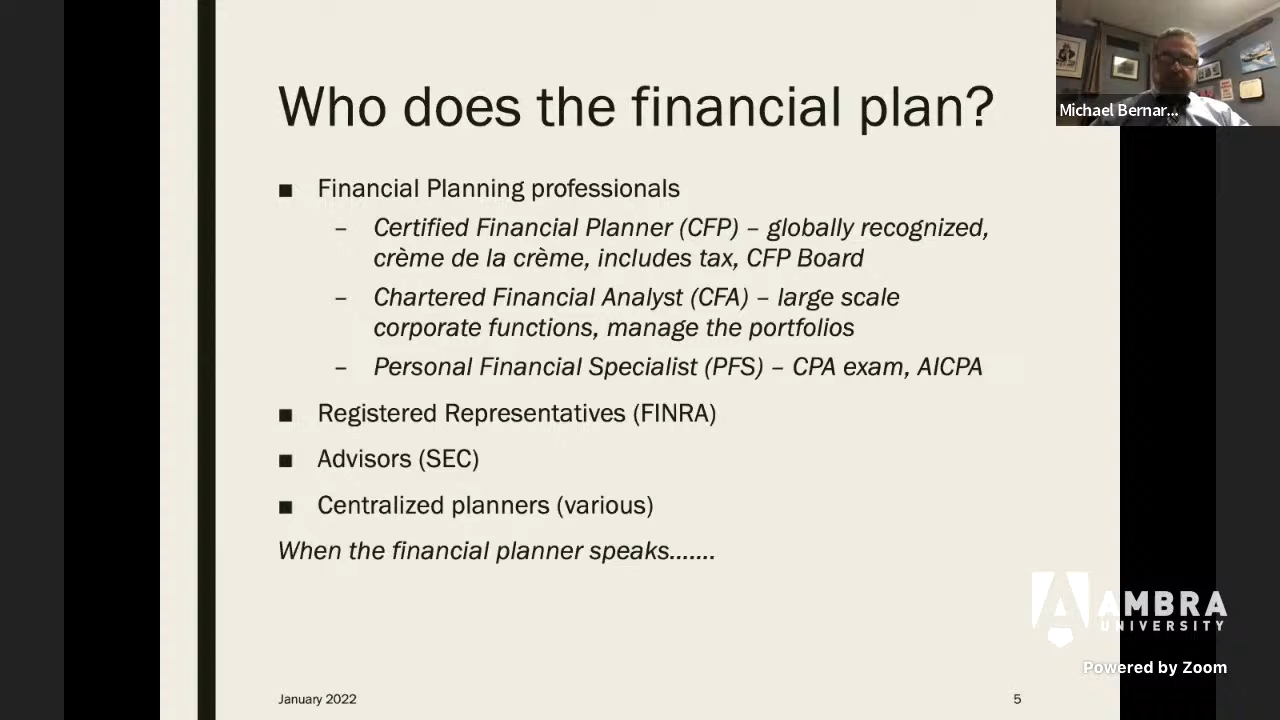 Who does the financial plan?
■ Financial Planning professionals
– Certified Financial Planner (CFP) – globally recognized,
crème de la crème, includes tax, CFP Board
– Chartered Financial Analyst (CFA) – large scale
corporate functions, manage the portfolios
– Personal Financial Specialist (PFS) – CPA exam, AICPA
■ Registered Representatives (FINRA)
■ Advisors (SEC)
■ Centralized planners (various)
When the financial planner speaks.......
January 2022
5
Michael Bernar...
AMBRA
UNIVERSITY
Powered by Zoom